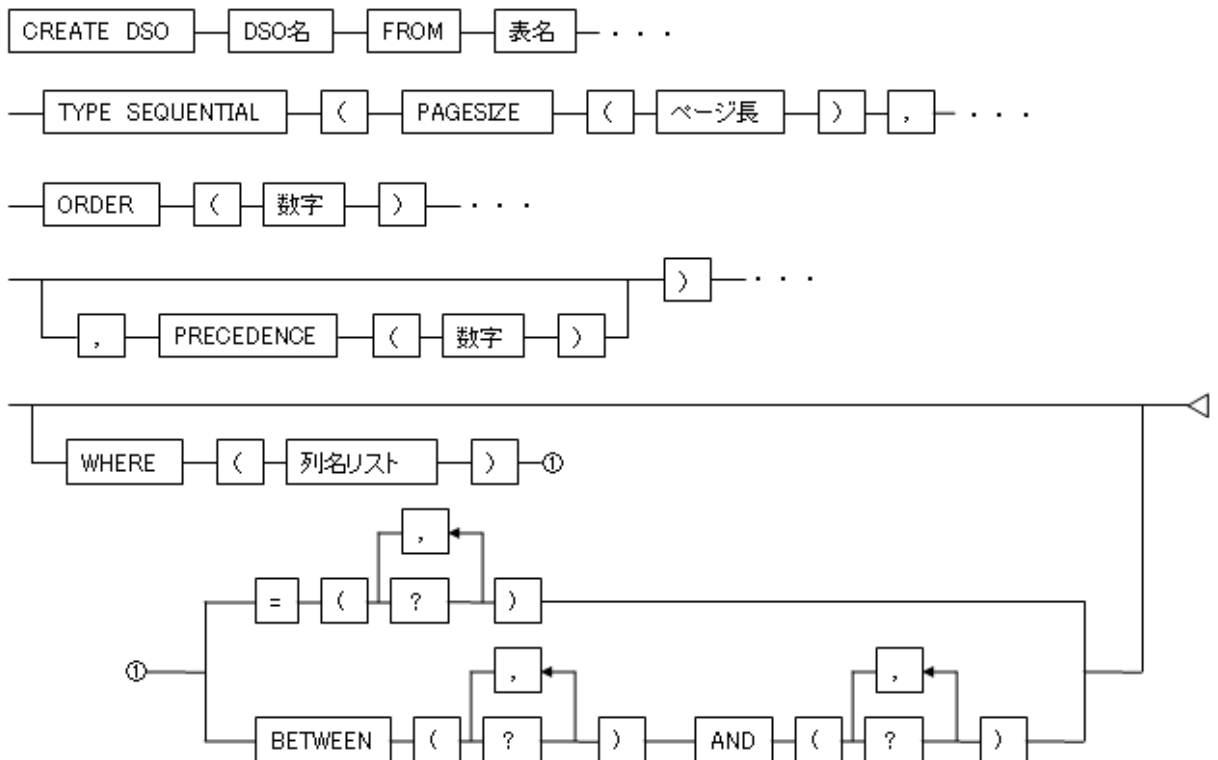 CREATE DSO DSO名 FROM 表名 ・・・
TYPE SEQUENTIAL ( PAGESIZE ( ページ長 ) , ・・・
ORDER ( 数字 ) ・・・
) ・・・
, PRECEDENCE ( 数字 )
WHERE ( 列名リスト ) ①
,
= ( ? )
①
, ,
BETWEEN ( ? ) AND ( ? )